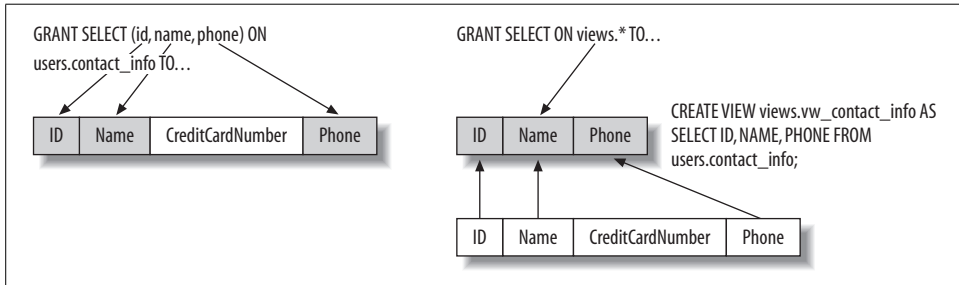 GRANT SELECT (id, name, phone) ON
users.contact_info TO…
ID Name CreditCardNumber Phone
GRANT SELECT ON views.* TO…
CREATE VIEW views.vw_contact_info AS
SELECT ID, NAME, PHONE FROM
users.contact_info;
ID Name Phone
ID Name CreditCardNumber Phone